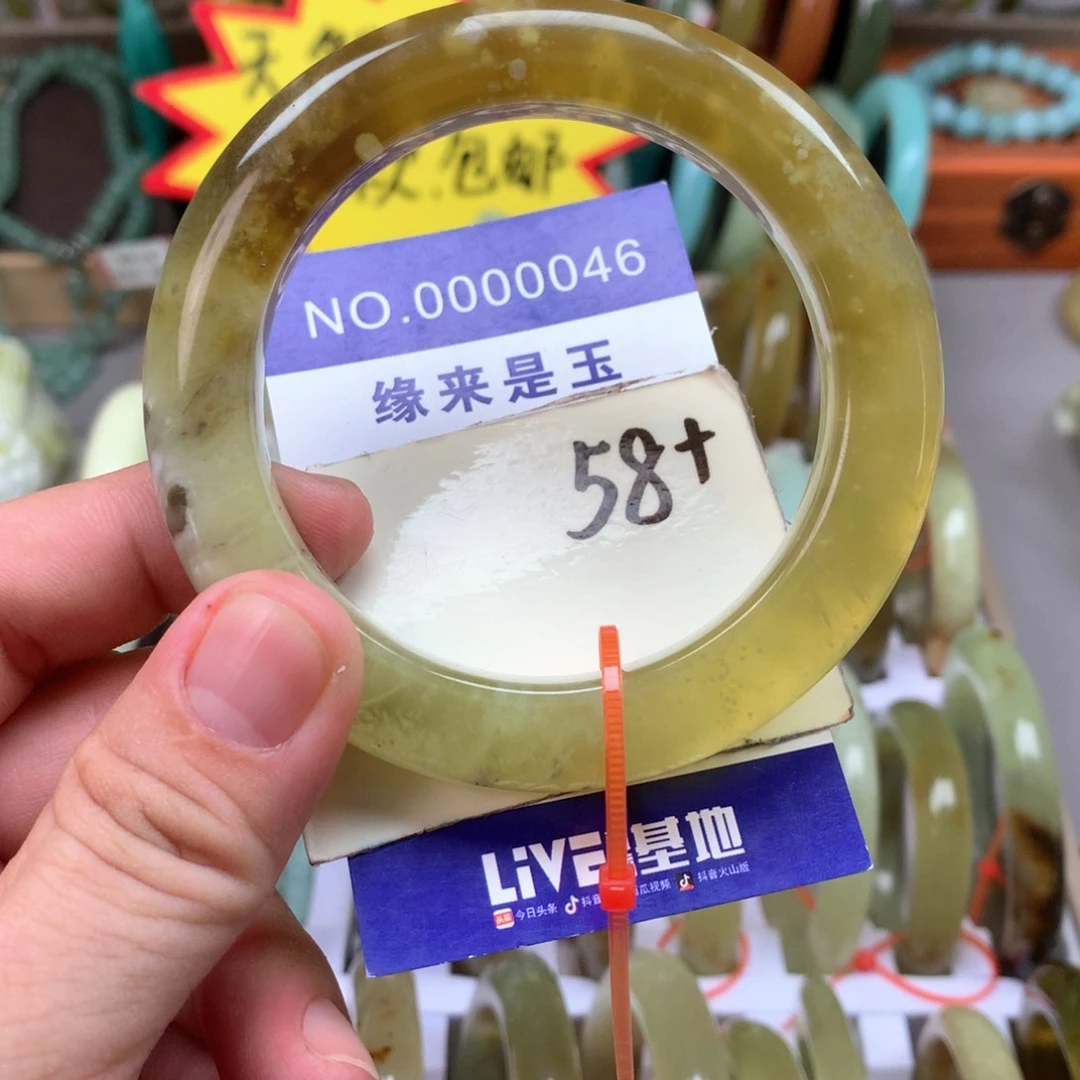 包邮
NO.0000046
缘来是玉
58+
LiVE基地
今日头条 抖音 西瓜视频 抖音火山版